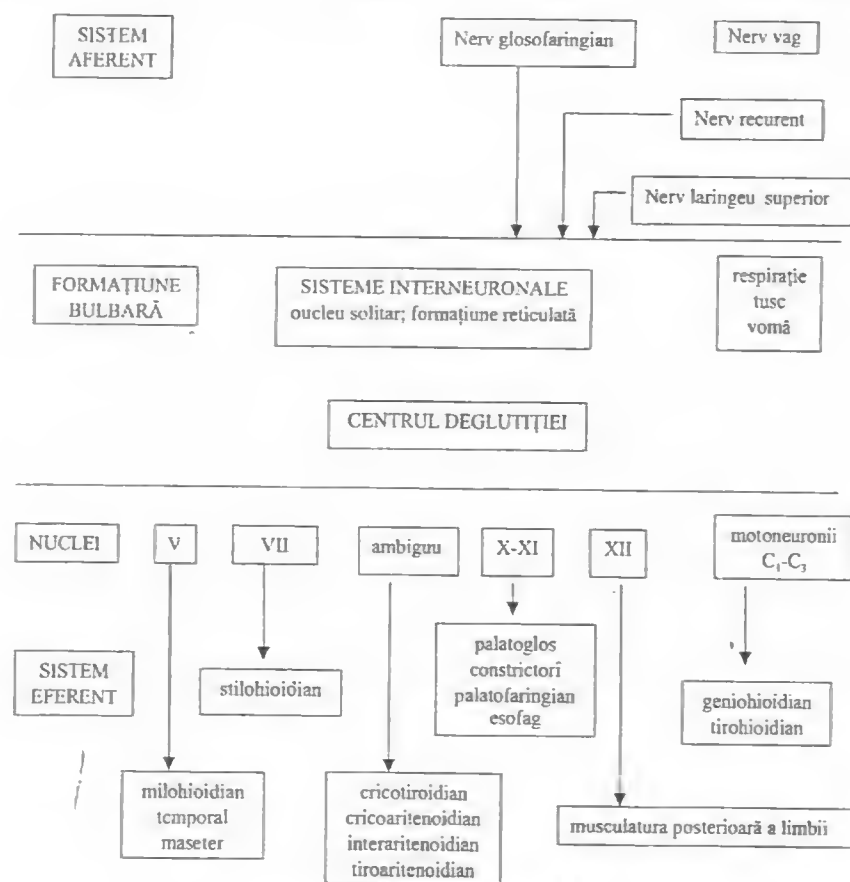 SISTEM
AFERENT
Nerv glosofaringian
Nerv vag
Nerv recurent
Nerv laringeu superior
FORMAȚIUNE
BULBARĂ
SISTEME INTERNEURONALE
oucleu solitar; formațiune reticulată
respirație
tusc
vomă
CENTRUL DEGLUTIȚIEI
NUCLEI
V
VII
ambiguu
X-XI
XII
motoneuronii
C₁-C₃
SISTEM
EFERENT
stilohioidian
palatoglos
constrictori
palatofaringian
esofag
geniohioidian
tirohioidian
milohioidian
temporal
maseter
cricotiroidian
cricoaritenoidian
interaritenoidian
tiroaritenoidian
musculatura posterioară a limbii